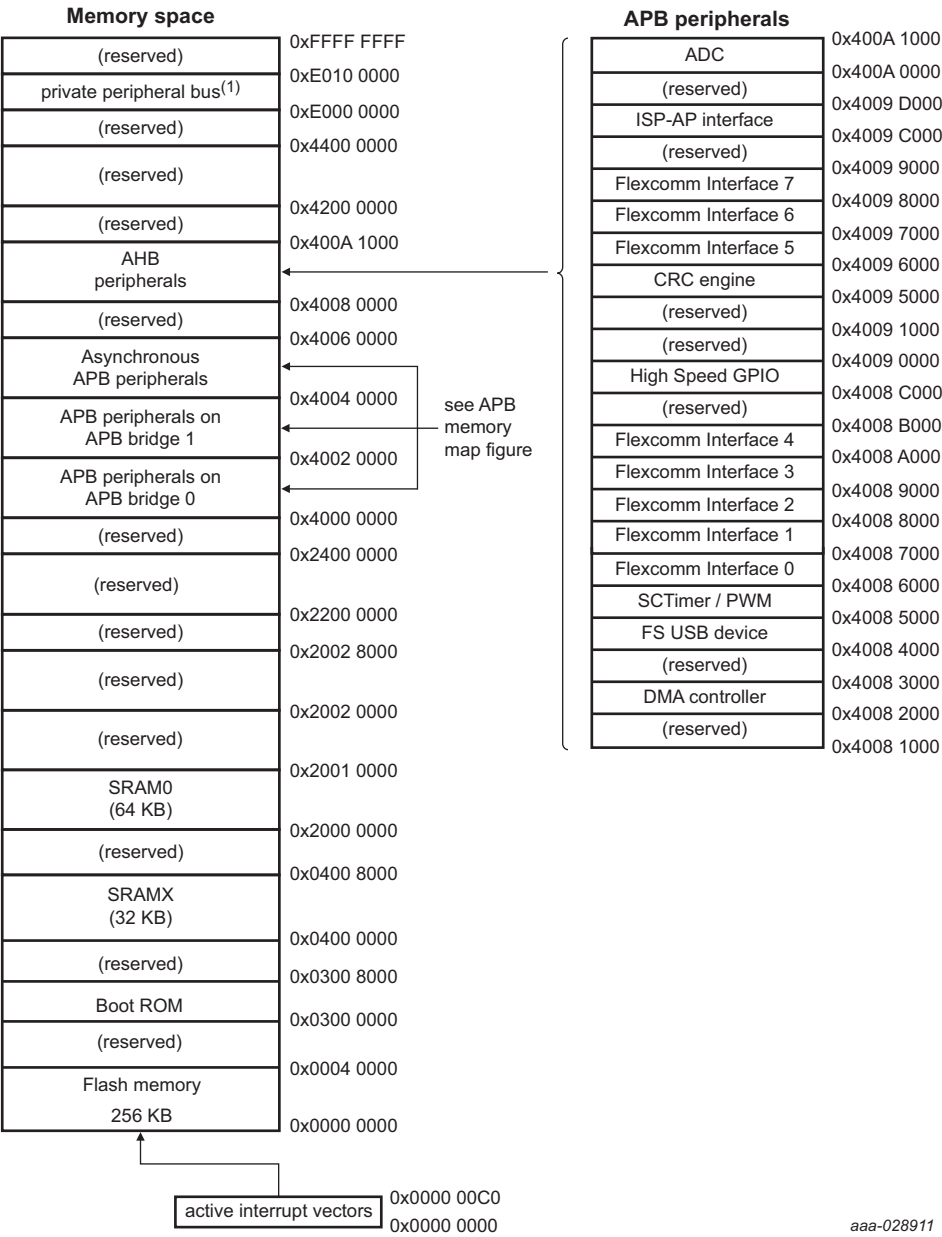 Memory space
0xFFFF FFFF
(reserved)
0xE010 0000
private peripheral bus(1)
0xE000 0000
(reserved)
0x4400 0000
(reserved)
0x4200 0000
(reserved)
0x400A 1000
AHB
peripherals
0x4008 0000
(reserved)
0x4006 0000
Asynchronous
APB peripherals
0x4004 0000
APB peripherals on
APB bridge 1
0x4002 0000
APB peripherals on
APB bridge 0
0x4000 0000
(reserved)
0x2400 0000
(reserved)
0x2200 0000
(reserved)
0x2002 8000
(reserved)
0x2002 0000
(reserved)
0x2001 0000
SRAM0
(64 KB)
0x2000 0000
(reserved)
0x0400 8000
SRAMX
(32 KB)
0x0400 0000
(reserved)
0x0300 8000
Boot ROM
0x0300 0000
(reserved)
0x0004 0000
Flash memory
256 KB
0x0000 0000
active interrupt vectors
0x0000 00C0
0x0000 0000
see APB
memory
map figure
APB peripherals
0x400A 1000
ADC
0x400A 0000
(reserved)
0x4009 D000
ISP-AP interface
0x4009 C000
(reserved)
0x4009 9000
Flexcomm Interface 7
0x4009 8000
Flexcomm Interface 6
0x4009 7000
Flexcomm Interface 5
0x4009 6000
CRC engine
0x4009 5000
(reserved)
0x4009 1000
(reserved)
0x4009 0000
High Speed GPIO
0x4008 C000
(reserved)
0x4008 B000
Flexcomm Interface 4
0x4008 A000
Flexcomm Interface 3
0x4008 9000
Flexcomm Interface 2
0x4008 8000
Flexcomm Interface 1
0x4008 7000
Flexcomm Interface 0
0x4008 6000
SCTimer / PWM
0x4008 5000
FS USB device
0x4008 4000
(reserved)
0x4008 3000
DMA controller
0x4008 2000
(reserved)
0x4008 1000
aaa-028911